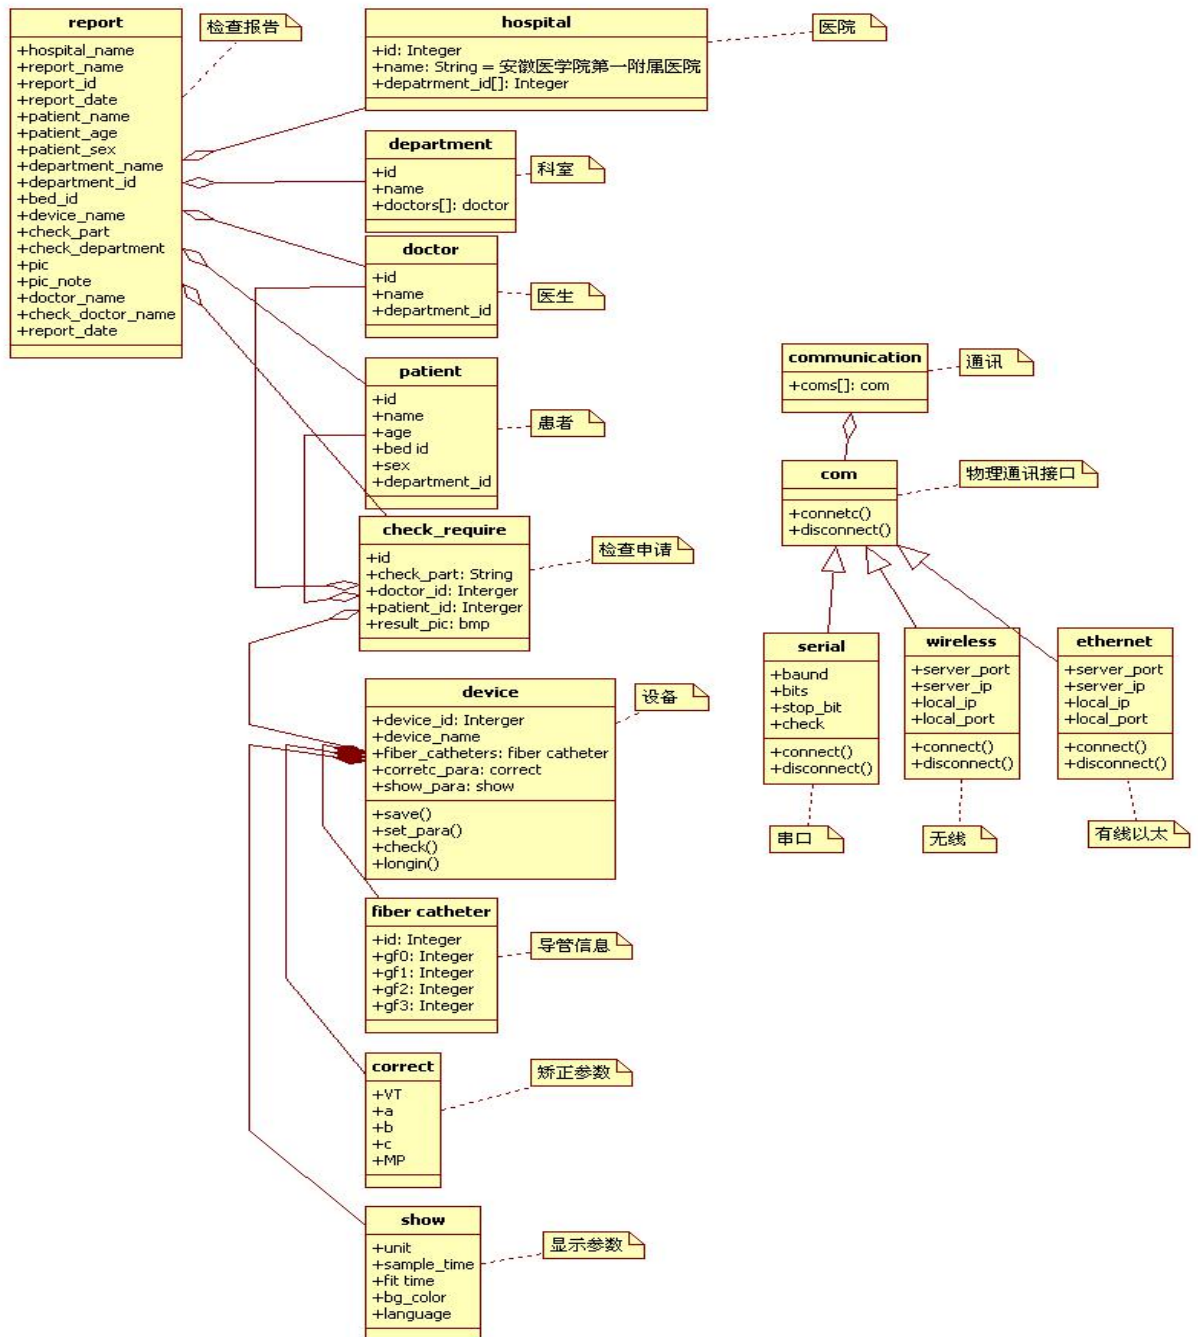 report
+hospital_name
+report_name
+report_id
+report_date
+patient_name
+patient_age
+patient_sex
+department_name
+department_id
+bed_id
+device_name
+check_part
+check_department
+pic
+pic_note
+doctor_name
+check_doctor_name
+report_date
检查报告
hospital
+id: Integer
+name: String = 安徽医学院第一附属医院
+depatrment_id[]: Integer
医院
department
+id
+name
+doctors[]: doctor
科室
doctor
+id
+name
+department_id
医生
patient
+id
+name
+age
+bed id
+sex
+department_id
患者
check_require
+id
+check_part: String
+doctor_id: Interger
+patient_id: Interger
+result_pic: bmp
检查申请
device
+device_id: Interger
+device_name
+fiber_catheters: fiber catheter
+corretc_para: correct
+show_para: show
+save()
+set_para()
+check()
+longin()
设备
fiber catheter
+id: Integer
+gf0: Integer
+gf1: Integer
+gf2: Integer
+gf3: Integer
导管信息
correct
+VT
+a
+b
+c
+MP
矫正参数
show
+unit
+sample_time
+fit time
+bg_color
+language
显示参数
communication
+coms[]: com
通讯
com
+connetc()
+disconnect()
物理通讯接口
serial
+baund
+bits
+stop_bit
+check
+connect()
+disconnect()
串口
wireless
+server_port
+server_ip
+local_ip
+local_port
+connect()
+disconnect()
无线
ethernet
+server_port
+server_ip
+local_ip
+local_port
+connect()
+disconnect()
有线以太